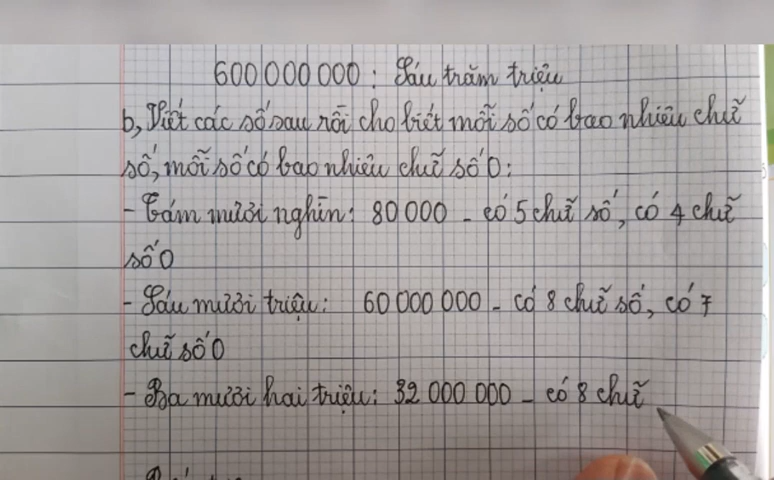 600 000 000 : Sáu trăm triệu
b, Viết các số sau rồi cho biết mỗi số có bao nhiêu chữ
số, mỗi số có bao nhiêu chữ số 0:
- Tám mươi nghìn: 80 000 - có 5 chữ số, có 4 chữ
số 0
- Sáu mươi triệu: 60 000 000 - có 8 chữ số, có 7
chữ số 0
- Ba mươi hai triệu: 32 000 000 - có 8 chữ